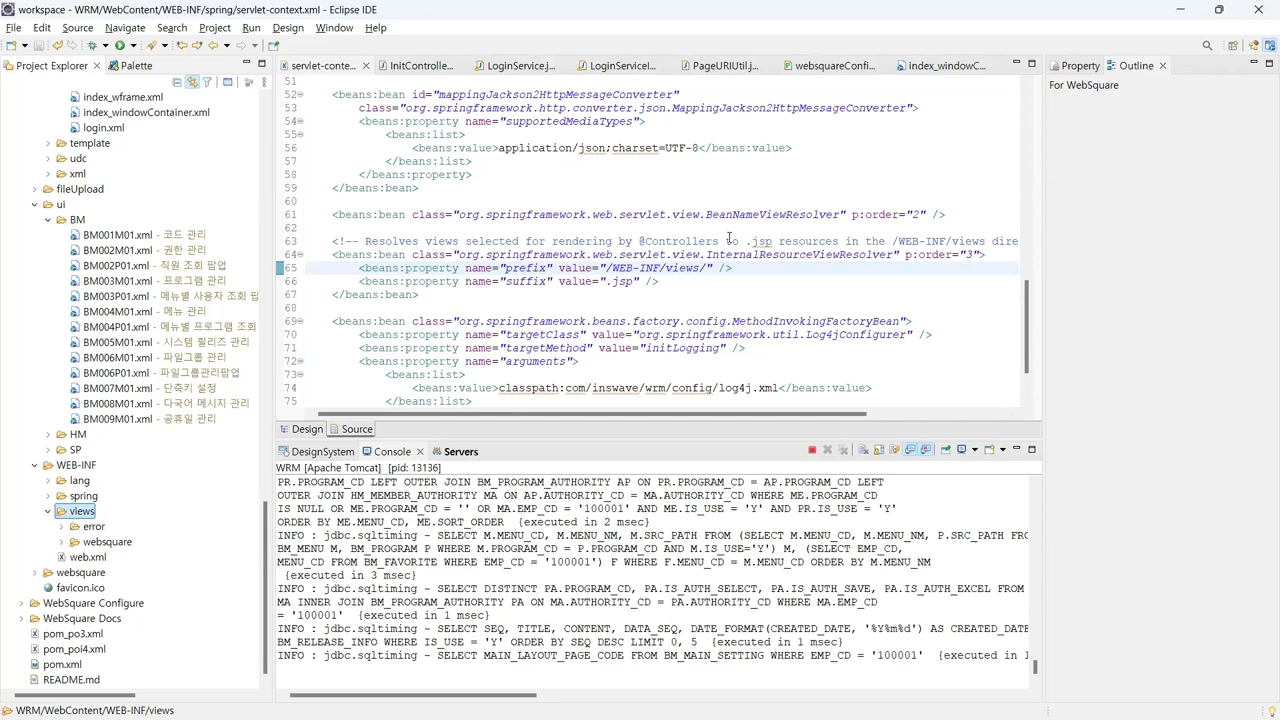 workspace - WRM/WebContent/WEB-INF/spring/servlet-context.xml - Eclipse IDE
File Edit Source Navigate Search Project Run Design Window Help
Project Explorer
Palette
index_wframe.xml
index_windowContainer.xml
login.xml
template
udc
xml
fileUpload
ui
BM
BM001M01.xml - 코드 관리
BM002M01.xml - 권한 관리
BM002P01.xml - 직원 조회 팝업
BM003M01.xml - 프로그램 관리
BM003P01.xml - 메뉴별 사용자 조회 팝
BM004M01.xml - 메뉴 관리
BM004P01.xml - 메뉴별 프로그램 조회
BM005M01.xml - 시스템 릴리즈 관리
BM006M01.xml - 파일그룹 관리
BM006P01.xml - 파일그룹관리팝업
BM007M01.xml - 단축키 설정
BM008M01.xml - 다국어 메시지 관리
BM009M01.xml - 공휴일 관리
HM
SP
WEB-INF
lang
spring
views
error
websquare
web.xml
websquare
favicon.ico
WebSquare Configure
WebSquare Docs
pom_po3.xml
pom_poi4.xml
pom.xml
README.md
servlet-conte... InitControlle... LoginService.j... LoginServiceI... PageURIUtil.j... websquareConfi... index_windowC...
51
52 <beans:bean id="mappingJackson2HttpMessageConverter"
53 class="org.springframework.http.converter.json.MappingJackson2HttpMessageConverter">
54 <beans:property name="supportedMediaTypes">
55 <beans:list>
56 <beans:value>application/json;charset=UTF-8</beans:value>
57 </beans:list>
58 </beans:property>
59 </beans:bean>
60
61 <beans:bean class="org.springframework.web.servlet.view.BeanNameViewResolver" p:order="2" />
62
63 <!-- Resolves views selected for rendering by @Controllers to .jsp resources in the /WEB-INF/views dire
64 <beans:bean class="org.springframework.web.servlet.view.InternalResourceViewResolver" p:order="3">
65 <beans:property name="prefix" value="/WEB-INF/views/" />
66 <beans:property name="suffix" value=".jsp" />
67 </beans:bean>
68
69 <beans:bean class="org.springframework.beans.factory.config.MethodInvokingFactoryBean">
70 <beans:property name="targetClass" value="org.springframework.util.Log4jConfigurer" />
71 <beans:property name="targetMethod" value="initLogging" />
72 <beans:property name="arguments">
73 <beans:list>
74 <beans:value>classpath:com/inswave/wrm/config/log4j.xml</beans:value>
75 </beans:list>
Design Source
DesignSystem Console Servers
WRM [Apache Tomcat] [pid: 13136]
PR.PROGRAM_CD LEFT OUTER JOIN BM_PROGRAM_AUTHORITY AP ON PR.PROGRAM_CD = AP.PROGRAM_CD LEFT
OUTER JOIN HM_MEMBER_AUTHORITY MA ON AP.AUTHORITY_CD = MA.AUTHORITY_CD WHERE ME.PROGRAM_CD
IS NULL OR ME.PROGRAM_CD = '' OR MA.EMP_CD = '100001' AND ME.IS_USE = 'Y' AND PR.IS_USE = 'Y'
ORDER BY ME.MENU_CD, ME.SORT_ORDER {executed in 2 msec}
INFO : jdbc.sqltiming - SELECT M.MENU_CD, M.MENU_NM, M.SRC_PATH FROM (SELECT M.MENU_CD, M.MENU_NM, P.SRC_PATH FRO
BM_MENU M, BM_PROGRAM P WHERE M.PROGRAM_CD = P.PROGRAM_CD AND M.IS_USE='Y') M, (SELECT EMP_CD,
MENU_CD FROM BM_FAVORITE WHERE EMP_CD = '100001') F WHERE F.MENU_CD = M.MENU_CD ORDER BY M.MENU_NM
{executed in 3 msec}
INFO : jdbc.sqltiming - SELECT DISTINCT PA.PROGRAM_CD, PA.IS_AUTH_SELECT, PA.IS_AUTH_SAVE, PA.IS_AUTH_EXCEL FROM
MA INNER JOIN BM_PROGRAM_AUTHORITY PA ON MA.AUTHORITY_CD = PA.AUTHORITY_CD WHERE MA.EMP_CD
= '100001' {executed in 1 msec}
INFO : jdbc.sqltiming - SELECT SEQ, TITLE, CONTENT, DATA_SEQ, DATE_FORMAT(CREATED_DATE, '%Y%m%d') AS CREATED_DATE
BM_RELEASE_INFO WHERE IS_USE = 'Y' ORDER BY SEQ DESC LIMIT 0, 5 {executed in 1 msec}
INFO : jdbc.sqltiming - SELECT MAIN_LAYOUT_PAGE_CODE FROM BM_MAIN_SETTING WHERE EMP_CD = '100001' {executed in 1
Property Outline
For WebSquare
WRM/WebContent/WEB-INF/views